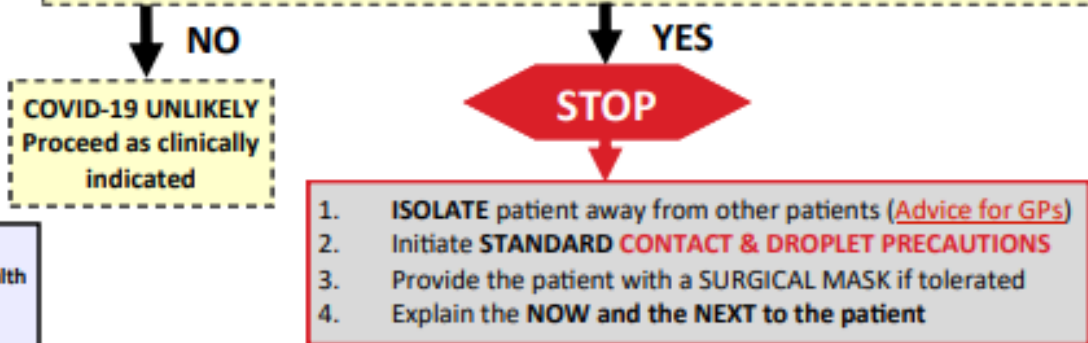 NO
YES
COVID-19 UNLIKELY
Proceed as clinically
indicated
STOP
1. ISOLATE patient away from other patients (Advice for GPs)
2. Initiate STANDARD CONTACT & DROPLET PRECAUTIONS
3. Provide the patient with a SURGICAL MASK if tolerated
4. Explain the NOW and the NEXT to the patient